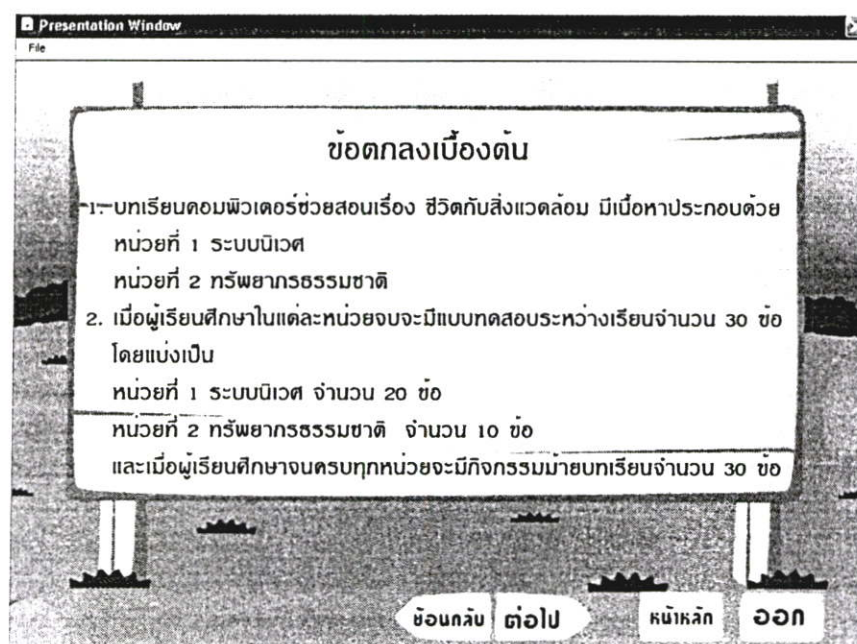 Presentation Window
File
ข้อตกลงเบื้องต้น
1. บทเรียนคอมพิวเตอร์ช่วยสอนเรื่อง ชีวิตกับสิ่งแวดล้อม มีเนื้อหาประกอบด้วย
หน่วยที่ 1 ระบบนิเวศ
หน่วยที่ 2 ทรัพยากรธรรมชาติ
2. เมื่อผู้เรียนศึกษาในแต่ละหน่วยจบจะมีแบบทดสอบระหว่างเรียนจำนวน 30 ข้อ
โดยแบ่งเป็น
หน่วยที่ 1 ระบบนิเวศ จำนวน 20 ข้อ
หน่วยที่ 2 ทรัพยากรธรรมชาติ จำนวน 10 ข้อ
และเมื่อผู้เรียนศึกษาจนครบทุกหน่วยจะมีกิจกรรมม้ายบทเรียนจำนวน 30 ข้อ
ย้อนกลับ ต่อไป หน้าหลัก ออก